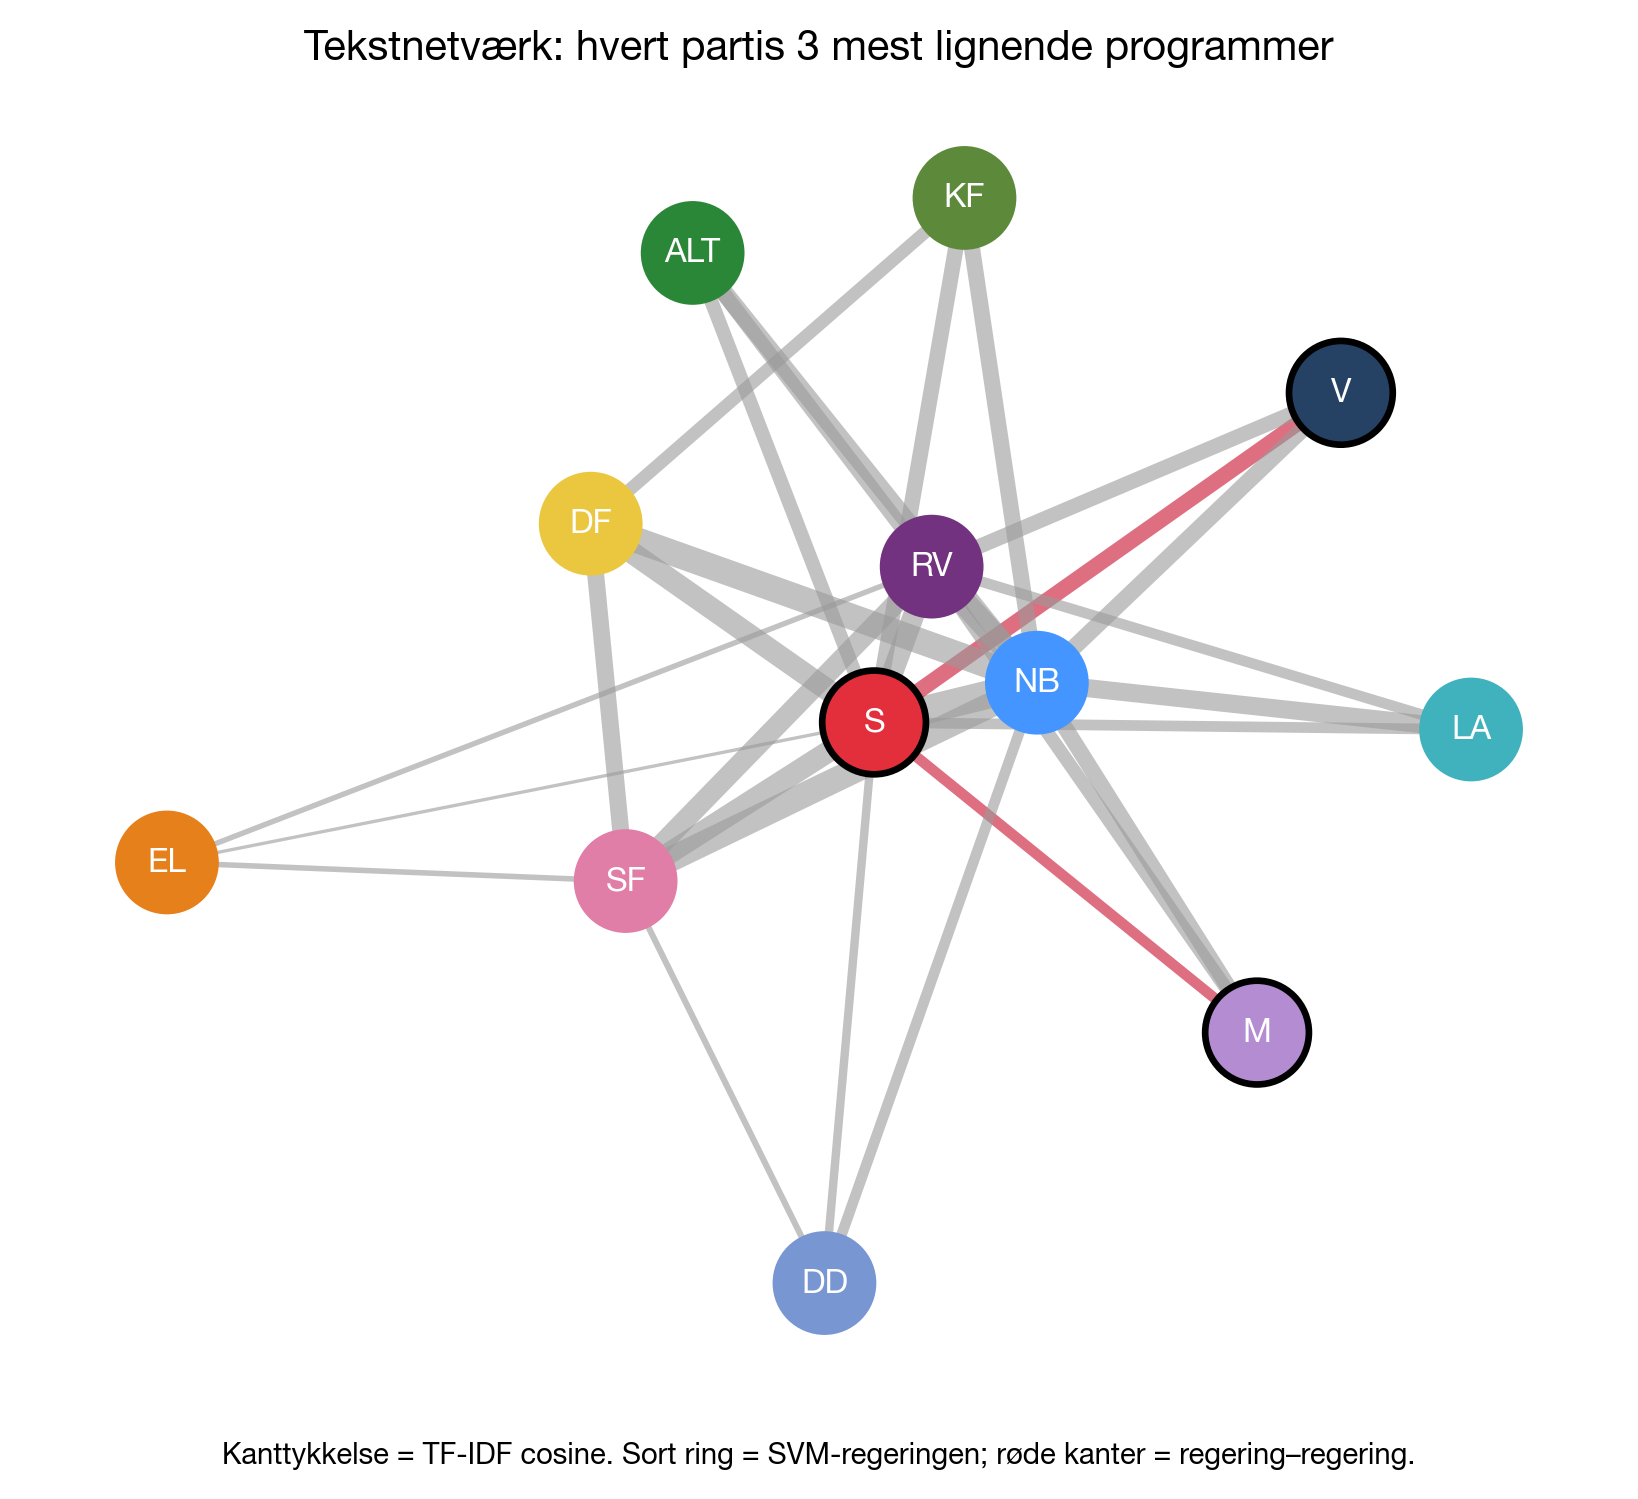 Tekstnetværk: hvert partis 3 mest lignende programmer
KF
ALT
V
DF
RV
NB
S
LA
EL
SF
M
DD
Kanttykkelse = TF-IDF cosine. Sort ring = SVM-regeringen; røde kanter = regering–regering.